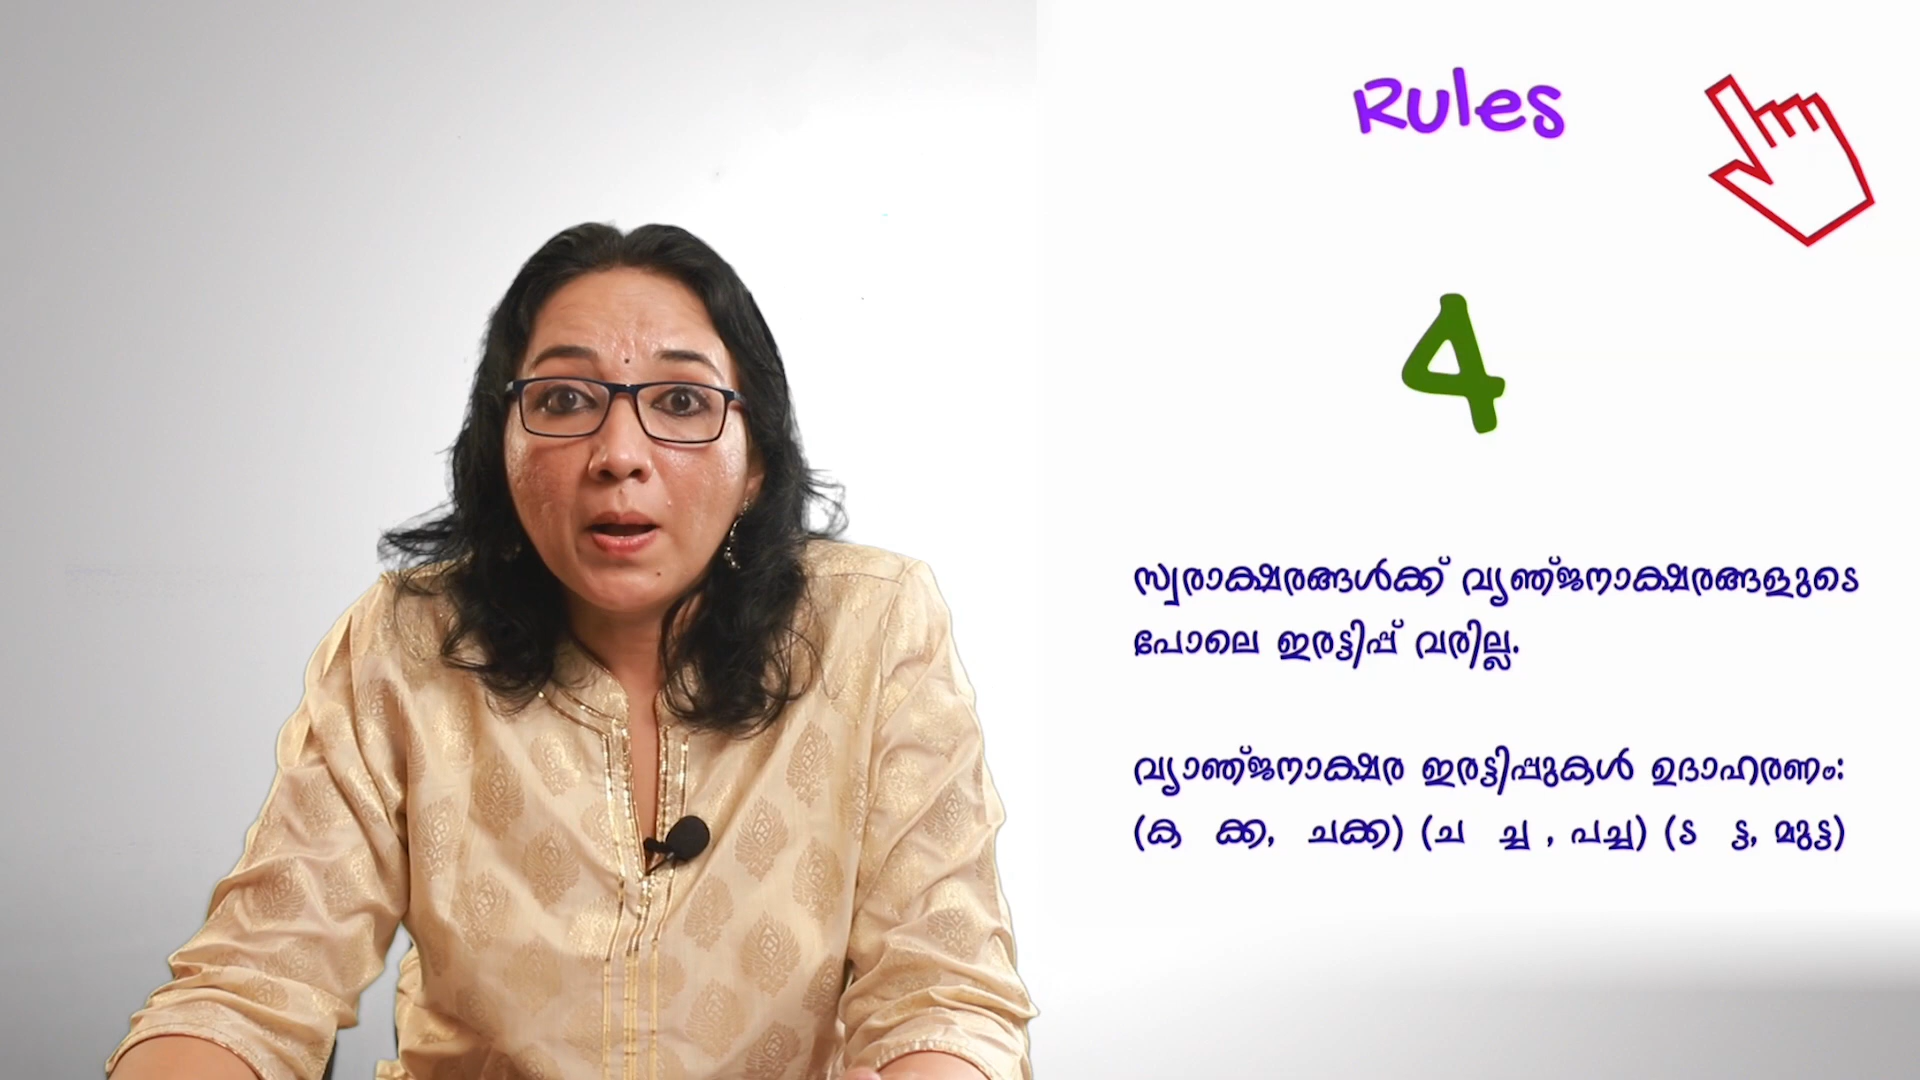 Rules
4
സ്വരാക്ഷരങ്ങൾക്ക് വ്യഞ്ജനാക്ഷരങ്ങളുടെ
പോലെ ഇരട്ടിപ്പ് വരില്ല.
വ്യാഞ്ജനാക്ഷര ഇരട്ടിപ്പുകൾ ഉദാഹരണം:
(ക ക്ക, ചക്ക) (ച ച്ച , പച്ച) (ട ട്ട, മുട്ട)